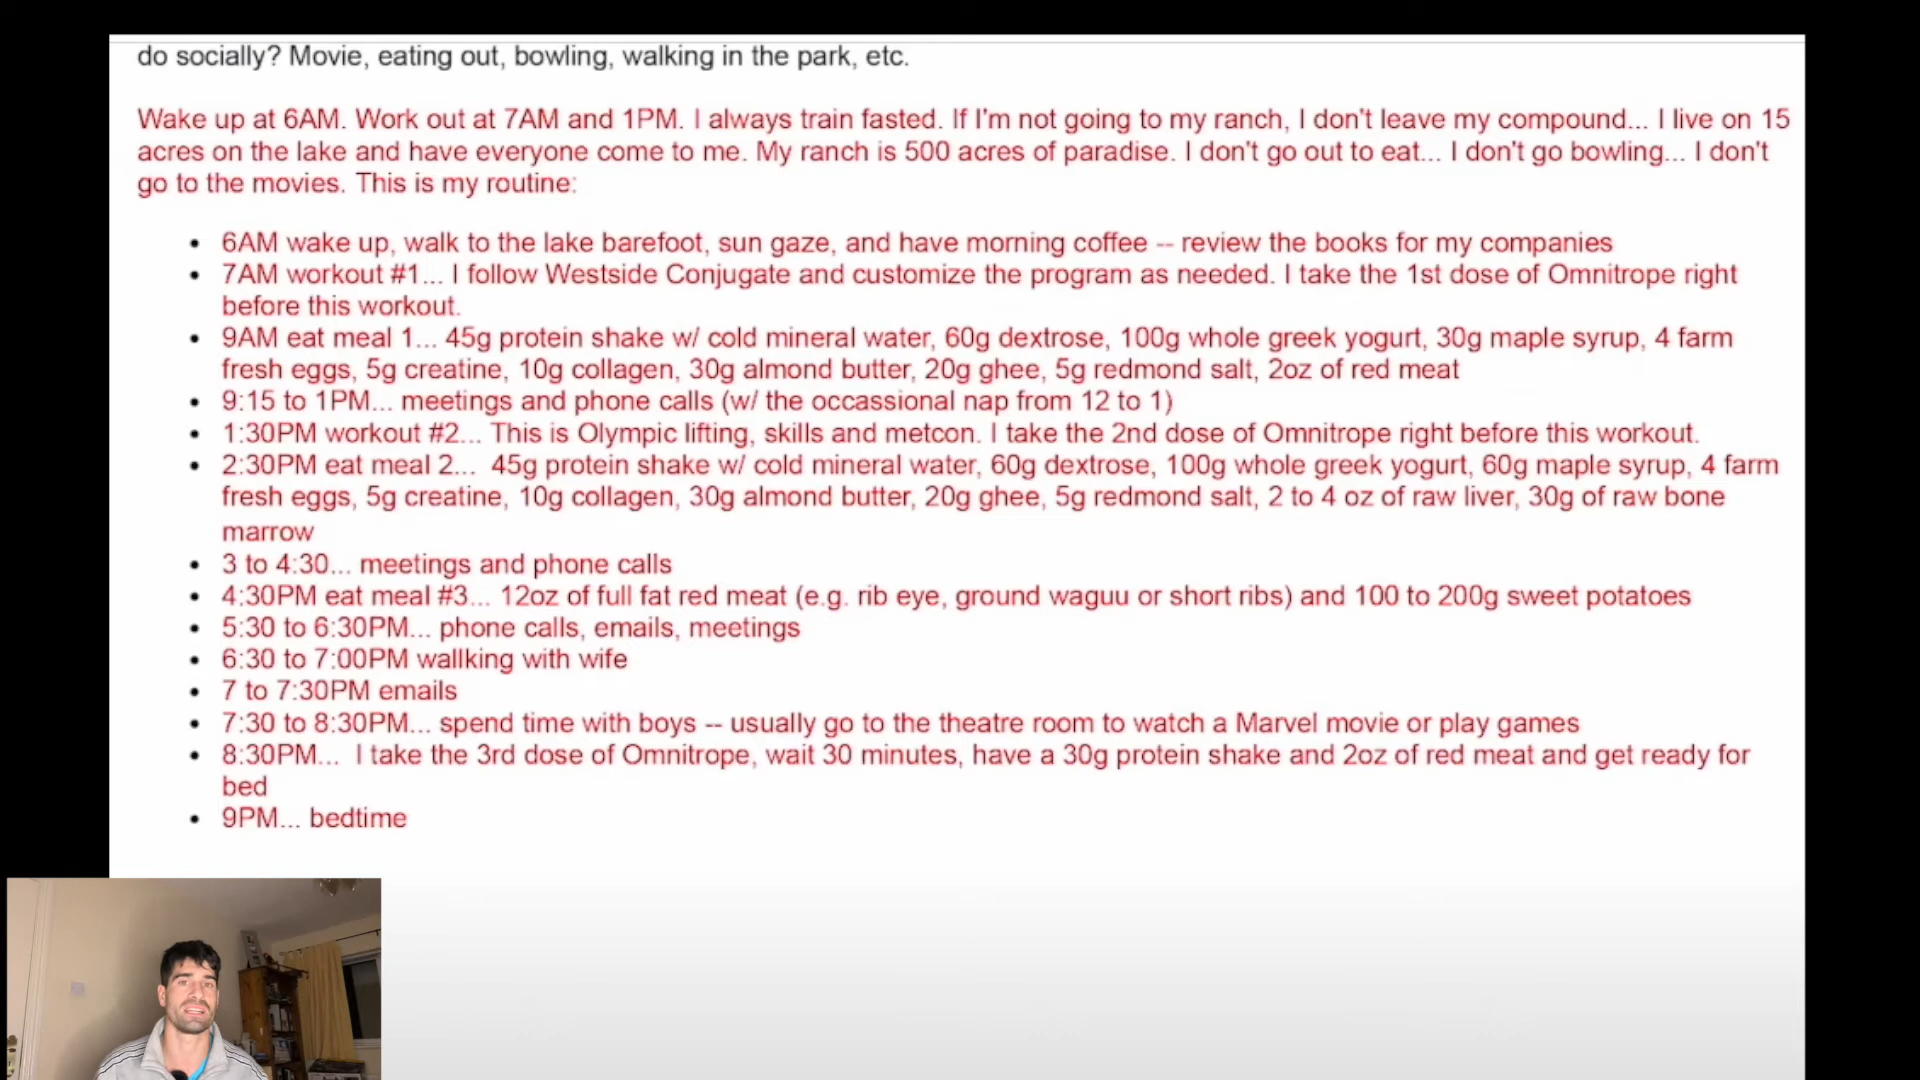 do socially? Movie, eating out, bowling, walking in the park, etc.
Wake up at 6AM. Work out at 7AM and 1PM. I always train fasted. If I'm not going to my ranch, I don't leave my compound... I live on 15
acres on the lake and have everyone come to me. My ranch is 500 acres of paradise. I don't go out to eat... I don't go bowling... I don't
go to the movies. This is my routine:
• 6AM wake up, walk to the lake barefoot, sun gaze, and have morning coffee -- review the books for my companies
• 7AM workout #1... I follow Westside Conjugate and customize the program as needed. I take the 1st dose of Omnitrope right
before this workout.
• 9AM eat meal 1... 45g protein shake w/ cold mineral water, 60g dextrose, 100g whole greek yogurt, 30g maple syrup, 4 farm
fresh eggs, 5g creatine, 10g collagen, 30g almond butter, 20g ghee, 5g redmond salt, 2oz of red meat
• 9:15 to 1PM... meetings and phone calls (w/ the occassional nap from 12 to 1)
• 1:30PM workout #2... This is Olympic lifting, skills and metcon. I take the 2nd dose of Omnitrope right before this workout.
• 2:30PM eat meal 2... 45g protein shake w/ cold mineral water, 60g dextrose, 100g whole greek yogurt, 60g maple syrup, 4 farm
fresh eggs, 5g creatine, 10g collagen, 30g almond butter, 20g ghee, 5g redmond salt, 2 to 4 oz of raw liver, 30g of raw bone
marrow
• 3 to 4:30... meetings and phone calls
• 4:30PM eat meal #3... 12oz of full fat red meat (e.g. rib eye, ground waguu or short ribs) and 100 to 200g sweet potatoes
• 5:30 to 6:30PM... phone calls, emails, meetings
• 6:30 to 7:00PM wallking with wife
• 7 to 7:30PM emails
• 7:30 to 8:30PM... spend time with boys -- usually go to the theatre room to watch a Marvel movie or play games
• 8:30PM... I take the 3rd dose of Omnitrope, wait 30 minutes, have a 30g protein shake and 2oz of red meat and get ready for
bed
• 9PM... bedtime